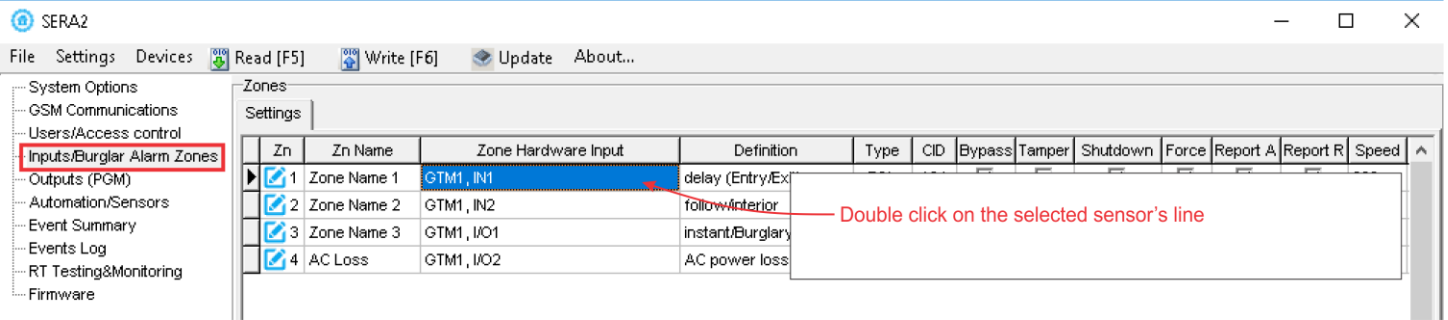 SERA2
File Settings Devices Read [F5] Write [F6] Update About...
System Options
GSM Communications
Users/Access control
Inputs/Burglar Alarm Zones
Outputs (PGM)
Automation/Sensors
Event Summary
Events Log
RT Testing&Monitoring
Firmware
Zones
Settings
Zn Zn Name Zone Hardware Input Definition Type CID Bypass Tamper Shutdown Force Report A Report R Speed
1 Zone Name 1 GTM1, IN1 delay (Entry/Exi
2 Zone Name 2 GTM1, IN2 follow/interior
3 Zone Name 3 GTM1, I/O1 instant/Burglary
4 AC Loss GTM1, I/O2 AC power loss
Double click on the selected sensor's line